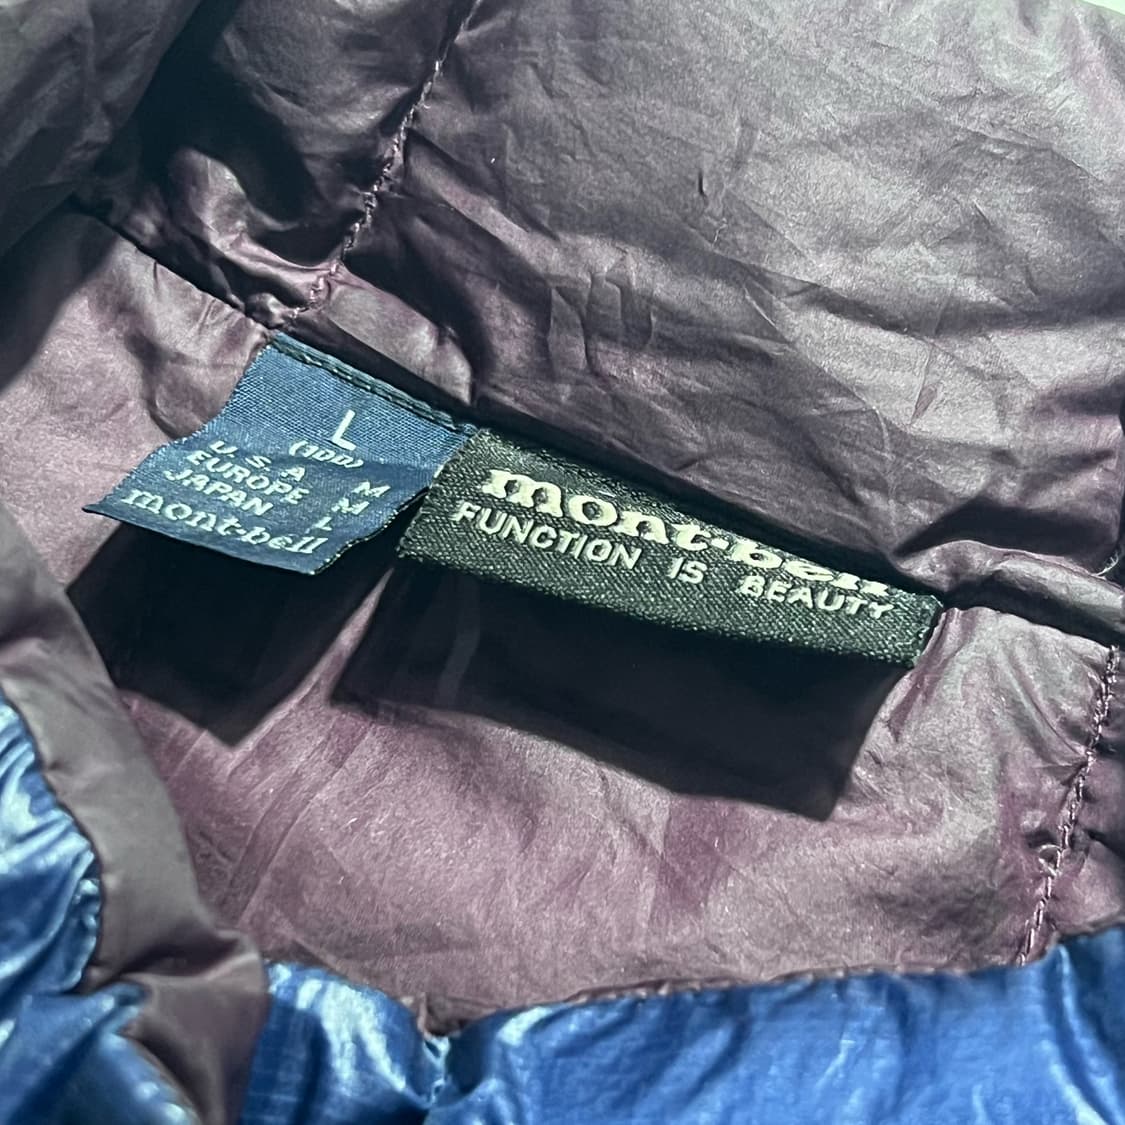 L
(100)
U.S.A M
EUROPE M
JAPAN L
mont-bell
mont-bell
FUNCTION IS BEAUTY